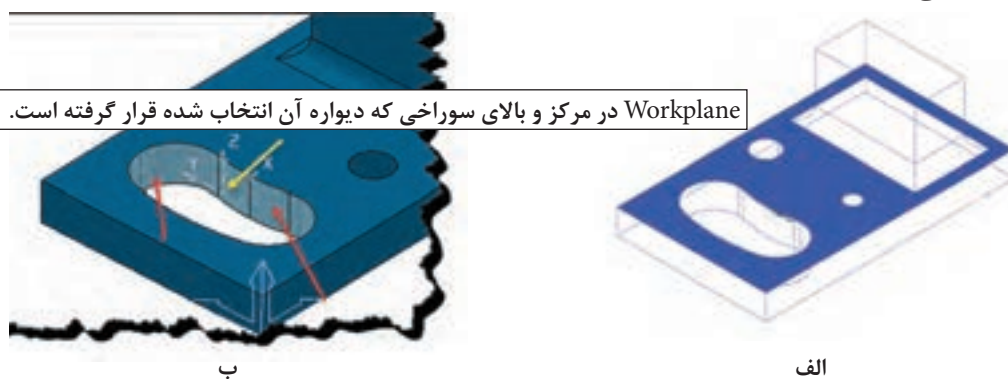 Workplane در مرکز و بالای سوراخی که دیواره آن انتخاب شده قرار گرفته است.
Z
X
الف
ب